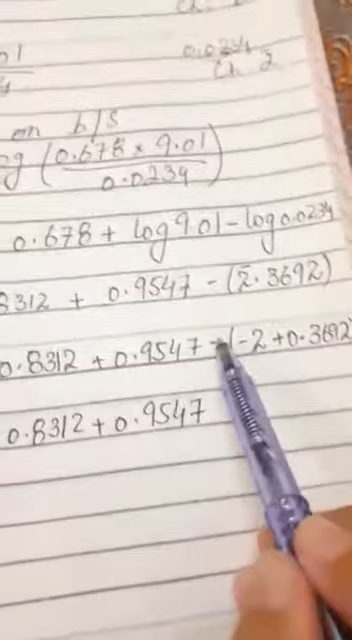 0.0234
Ch 2
on b/s
(0.678 × 9.01 / 0.0234)
0.678 + log 9.01 - log 0.0234
8312 + 0.9547 - (2̅.3692)
0.8312 + 0.9547 - (-2 + 0.3692)
0.8312 + 0.9547